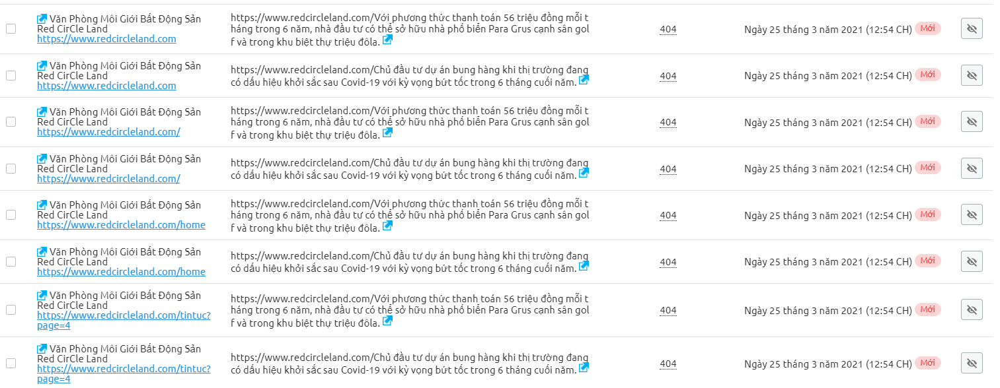 Văn Phòng Môi Giới Bất Động Sản
Red CirCle Land
https://www.redcircleland.com
https://www.redcircleland.com/Với phương thức thanh toán 56 triệu đồng mỗi t
háng trong 6 năm, nhà đầu tư có thể sở hữu nhà phố biển Para Grus cạnh sân gol
f và trong khu biệt thự triệu đôla.
404
Ngày 25 tháng 3 năm 2021 (12:54 CH) Mới
Văn Phòng Môi Giới Bất Động Sản
Red CirCle Land
https://www.redcircleland.com
https://www.redcircleland.com/Chủ đầu tư dự án bung hàng khi thị trường đang
có dấu hiệu khởi sắc sau Covid-19 với kỳ vọng bứt tốc trong 6 tháng cuối năm.
404
Ngày 25 tháng 3 năm 2021 (12:54 CH) Mới
Văn Phòng Môi Giới Bất Động Sản
Red CirCle Land
https://www.redcircleland.com/
https://www.redcircleland.com/Với phương thức thanh toán 56 triệu đồng mỗi t
háng trong 6 năm, nhà đầu tư có thể sở hữu nhà phố biển Para Grus cạnh sân gol
f và trong khu biệt thự triệu đôla.
404
Ngày 25 tháng 3 năm 2021 (12:54 CH) Mới
Văn Phòng Môi Giới Bất Động Sản
Red CirCle Land
https://www.redcircleland.com/
https://www.redcircleland.com/Chủ đầu tư dự án bung hàng khi thị trường đang
có dấu hiệu khởi sắc sau Covid-19 với kỳ vọng bứt tốc trong 6 tháng cuối năm.
404
Ngày 25 tháng 3 năm 2021 (12:54 CH) Mới
Văn Phòng Môi Giới Bất Động Sản
Red CirCle Land
https://www.redcircleland.com/home
https://www.redcircleland.com/Với phương thức thanh toán 56 triệu đồng mỗi t
háng trong 6 năm, nhà đầu tư có thể sở hữu nhà phố biển Para Grus cạnh sân gol
f và trong khu biệt thự triệu đôla.
404
Ngày 25 tháng 3 năm 2021 (12:54 CH) Mới
Văn Phòng Môi Giới Bất Động Sản
Red CirCle Land
https://www.redcircleland.com/home
https://www.redcircleland.com/Chủ đầu tư dự án bung hàng khi thị trường đang
có dấu hiệu khởi sắc sau Covid-19 với kỳ vọng bứt tốc trong 6 tháng cuối năm.
404
Ngày 25 tháng 3 năm 2021 (12:54 CH) Mới
Văn Phòng Môi Giới Bất Động Sản
Red CirCle Land
https://www.redcircleland.com/tintuc?
page=4
https://www.redcircleland.com/Với phương thức thanh toán 56 triệu đồng mỗi t
háng trong 6 năm, nhà đầu tư có thể sở hữu nhà phố biển Para Grus cạnh sân gol
f và trong khu biệt thự triệu đôla.
404
Ngày 25 tháng 3 năm 2021 (12:54 CH) Mới
Văn Phòng Môi Giới Bất Động Sản
Red CirCle Land
https://www.redcircleland.com/tintuc?
page=4
https://www.redcircleland.com/Chủ đầu tư dự án bung hàng khi thị trường đang
có dấu hiệu khởi sắc sau Covid-19 với kỳ vọng bứt tốc trong 6 tháng cuối năm.
404
Ngày 25 tháng 3 năm 2021 (12:54 CH) Mới